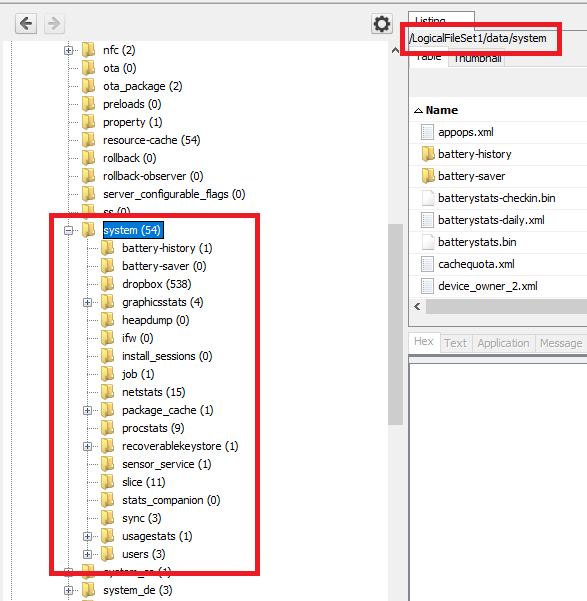 nfc (2)
ota (0)
ota_package (2)
preloads (0)
property (1)
resource-cache (54)
rollback (0)
rollback-observer (0)
server_configurable_flags (0)
ss (0)
system (54)
battery-history (1)
battery-saver (0)
dropbox (538)
graphicsstats (4)
heapdump (0)
ifw (0)
install_sessions (0)
job (1)
netstats (15)
package_cache (1)
procstats (9)
recoverablekeystore (1)
sensor_service (1)
slice (11)
stats_companion (0)
sync (3)
usagestats (1)
users (3)
system_ce (1)
system_de (3)
Listing
/LogicalFileSet1/data/system
Table Thumbnail
Name
appops.xml
battery-history
battery-saver
batterystats-checkin.bin
batterystats-daily.xml
batterystats.bin
cachequota.xml
device_owner_2.xml
Hex Text Application Message